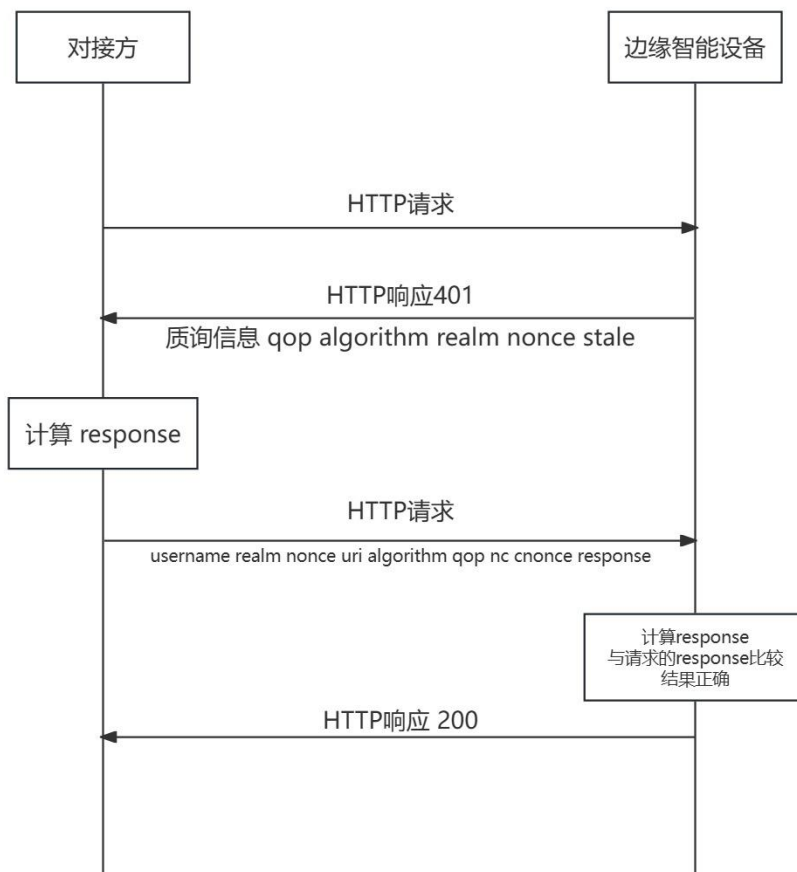 对接方
边缘智能设备
HTTP请求
HTTP响应401
质询信息 qop algorithm realm nonce stale
计算 response
HTTP请求
username realm nonce uri algorithm qop nc cnonce response
计算response
与请求的response比较
结果正确
HTTP响应 200